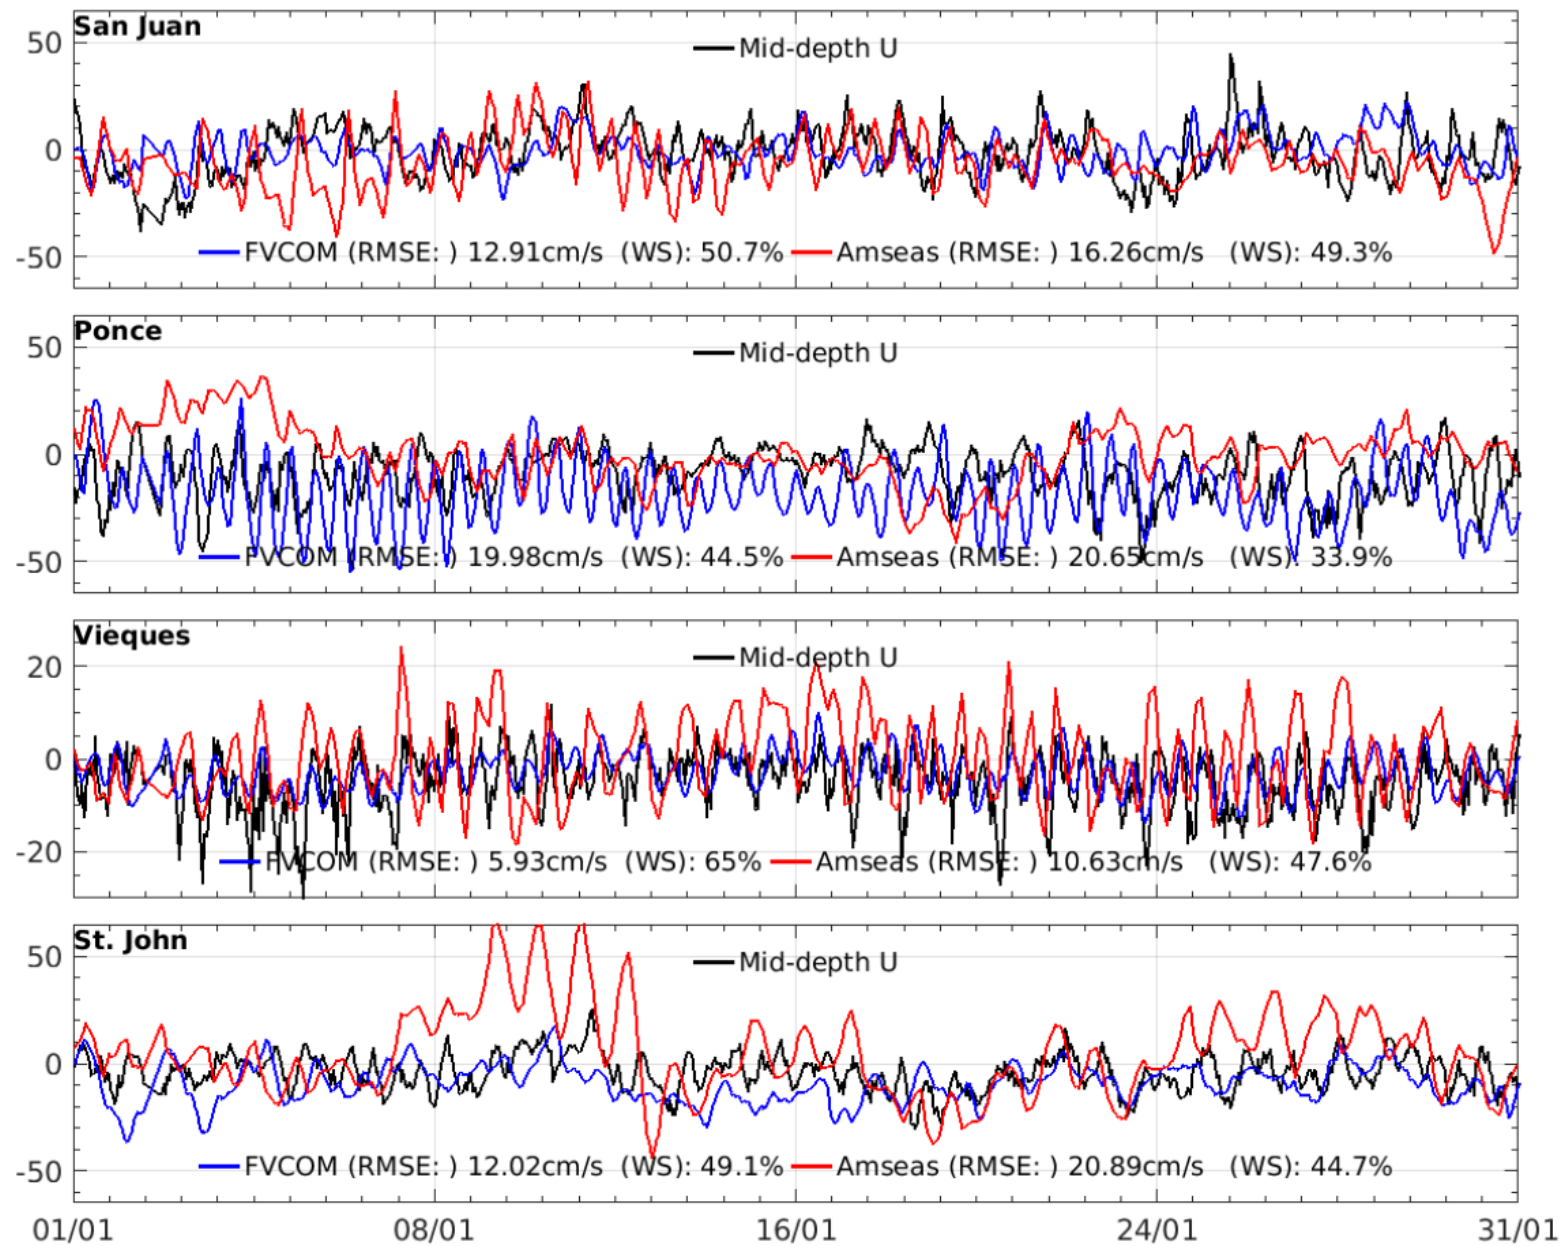 San Juan
50
Mid-depth U
0
-50
FVCOM (RMSE: ) 12.91cm/s (WS): 50.7% Amseas (RMSE: ) 16.26cm/s (WS): 49.3%
Ponce
50
Mid-depth U
0
-50
FVCOM (RMSE: ) 19.98cm/s (WS): 44.5% Amseas (RMSE: ) 20.65cm/s (WS): 33.9%
Vieques
20
Mid-depth U
0
-20
FVCOM (RMSE: ) 5.93cm/s (WS): 65% Amseas (RMSE: ) 10.63cm/s (WS): 47.6%
St. John
50
Mid-depth U
0
-50
FVCOM (RMSE: ) 12.02cm/s (WS): 49.1% Amseas (RMSE: ) 20.89cm/s (WS): 44.7%
01/01 08/01 16/01 24/01 31/01